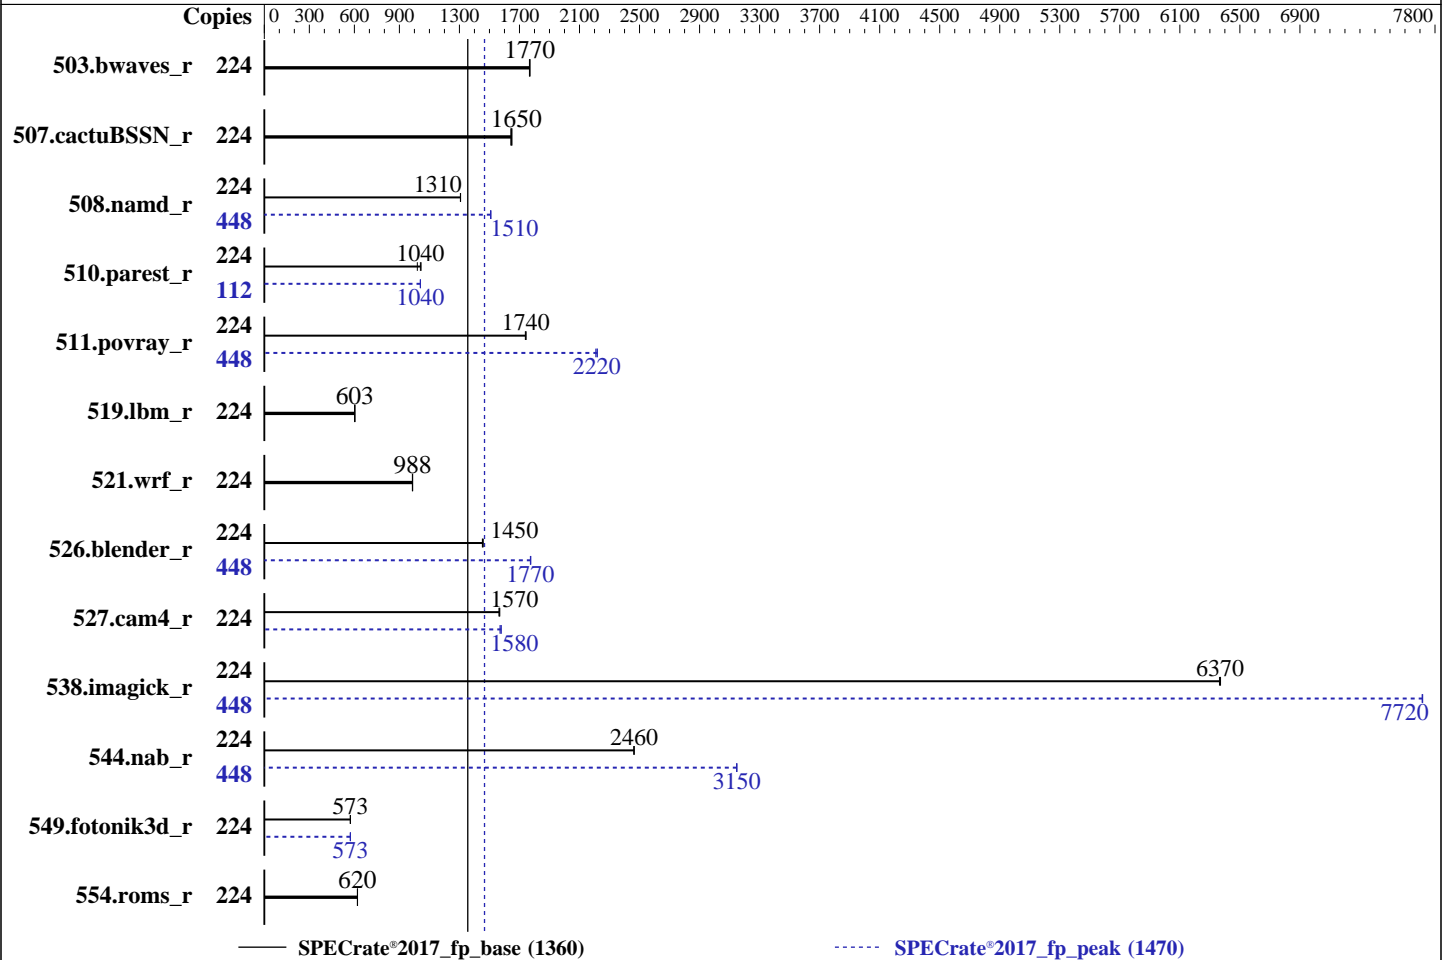 Copies 0 300 600 900 1300 1700 2100 2500 2900 3300 3700 4100 4500 4900 5300 5700 6100 6500 6900 7800
503.bwaves_r 224 1770
507.cactuBSSN_r 224 1650
508.namd_r 224 1310
448 1510
510.parest_r 224 1040
112 1040
511.povray_r 224 1740
448 2220
519.lbm_r 224 603
521.wrf_r 224 988
526.blender_r 224 1450
448 1770
527.cam4_r 224 1570
1580
538.imagick_r 224 6370
448 7720
544.nab_r 224 2460
448 3150
549.fotonik3d_r 224 573
573
554.roms_r 224 620
SPECrate®2017_fp_base (1360) SPECrate®2017_fp_peak (1470)